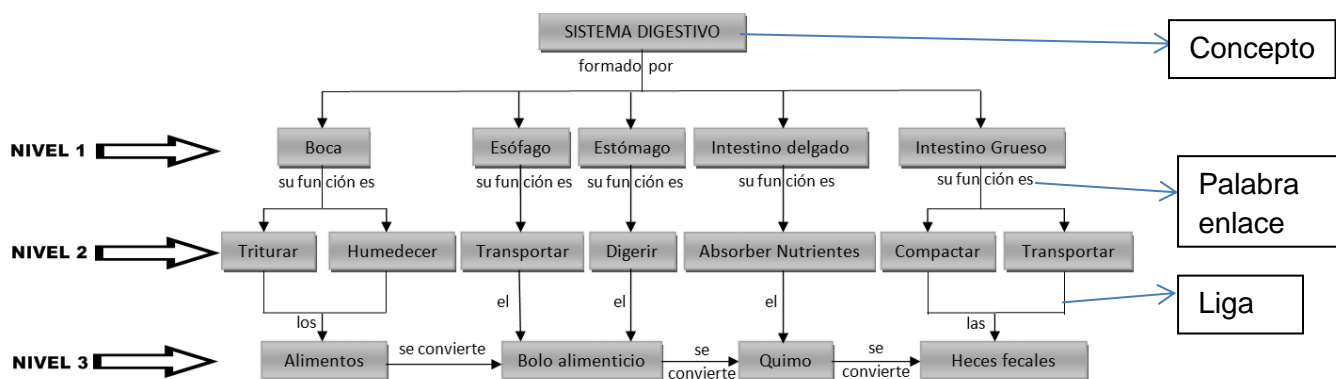 SISTEMA DIGESTIVO
Concepto
formado por
NIVEL 1
Boca
Esófago
Estómago
Intestino delgado
Intestino Grueso
su función es
su función es
su función es
su función es
su función es
Palabra
enlace
NIVEL 2
Triturar
Humedecer
Transportar
Digerir
Absorber Nutrientes
Compactar
Transportar
Liga
los
el
el
el
las
NIVEL 3
Alimentos
se convierte
Bolo alimenticio
se
convierte
Quimo
se
convierte
Heces fecales